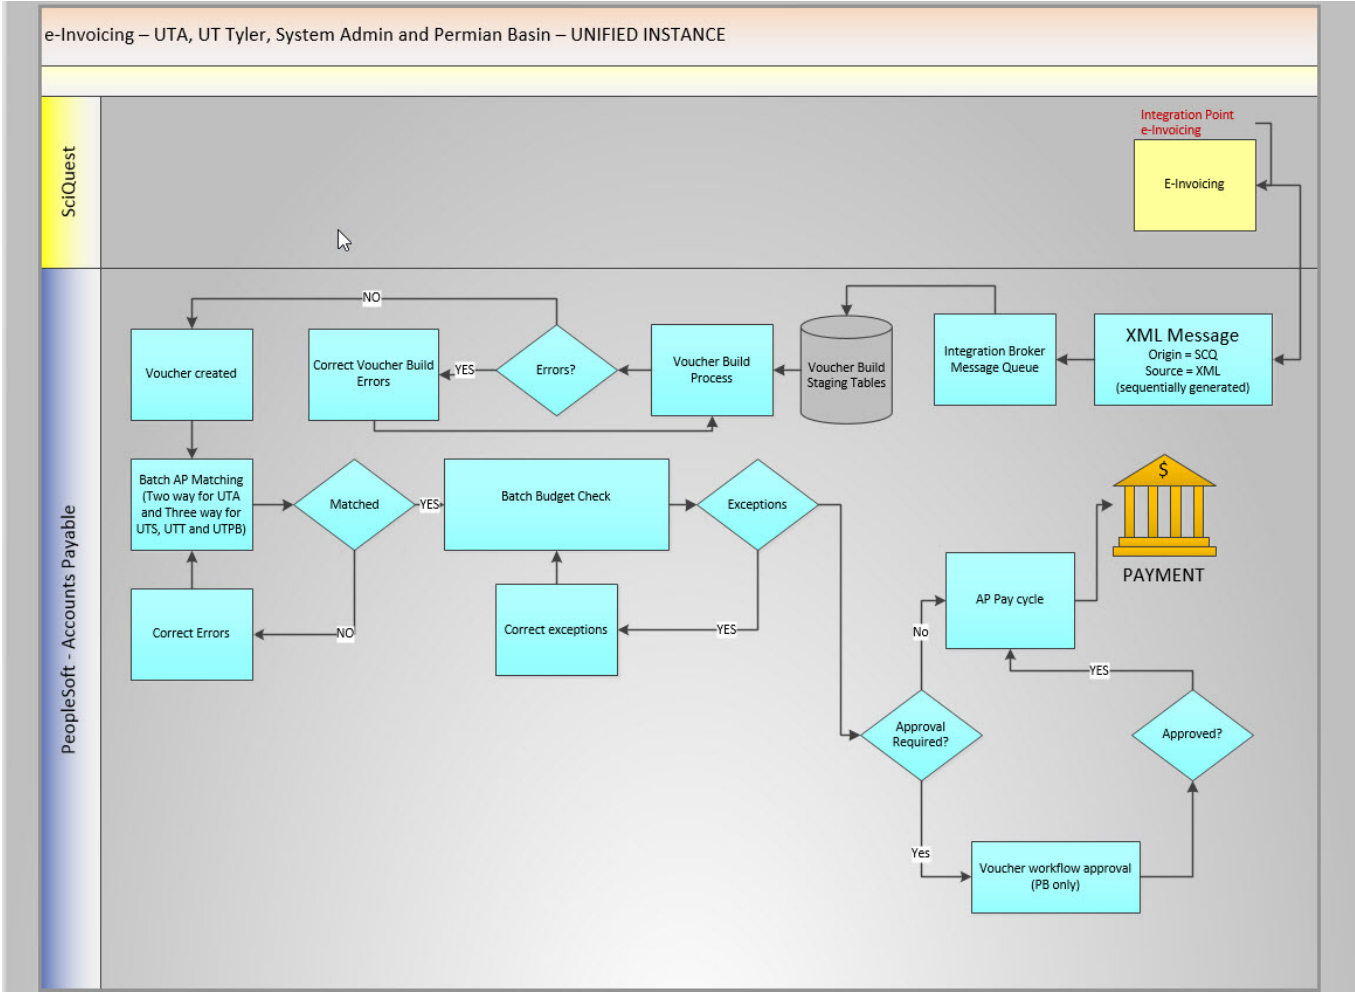 e-Invoicing – UTA, UT Tyler, System Admin and Permian Basin – UNIFIED INSTANCE
SciQuest
Integration Point
e-Invoicing
E-Invoicing
PeopleSoft - Accounts Payable
NO
Voucher created
Correct Voucher Build
Errors
YES
Errors?
Voucher Build
Process
Voucher Build
Staging Tables
Integration Broker
Message Queue
XML Message
Origin = SCQ
Source = XML
(sequentially generated)
Batch AP Matching
(Two way for UTA
and Three way for
UTS, UTT and UTPB)
Matched
YES
Batch Budget Check
Exceptions
$
PAYMENT
Correct Errors
NO
Correct exceptions
YES
AP Pay cycle
No
YES
Approval
Required?
Approved?
Yes
Voucher workflow approval
(PB only)